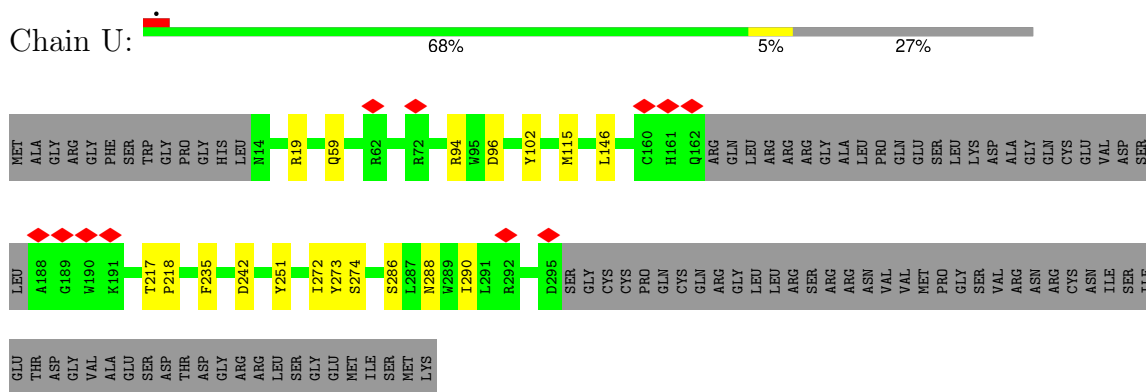 Chain U:
68% 5% 27%
MET ALA GLY ARG GLY PHE SER TRP GLY PRO GLY HIS LEU N14 R19 Q59 R62 R72 R94 W95 D96 Y102 M115 L146 C160 H161 Q162 ARG GLN LEU ARG ARG ARG GLY ALA LEU PRO GLN GLU SER LEU LYS ASP ALA GLY GLN CYS GLU VAL ASP SER
LEU A188 G189 W190 K191 T217 P218 F235 D242 Y251 I272 Y273 S274 S286 L287 N288 W289 I290 L291 R292 D295 SER GLY CYS CYS PRO GLN CYS GLN ARG GLY LEU LEU ARG SER ARG ARG ASN VAL VAL MET PRO GLY SER VAL ARG ASN ARG CYS ASN ILE SER ILE
GLU THR ASP GLY VAL ALA GLU SER ASP THR ASP GLY ARG ARG LEU SER GLY GLU MET ILE SER MET LYS